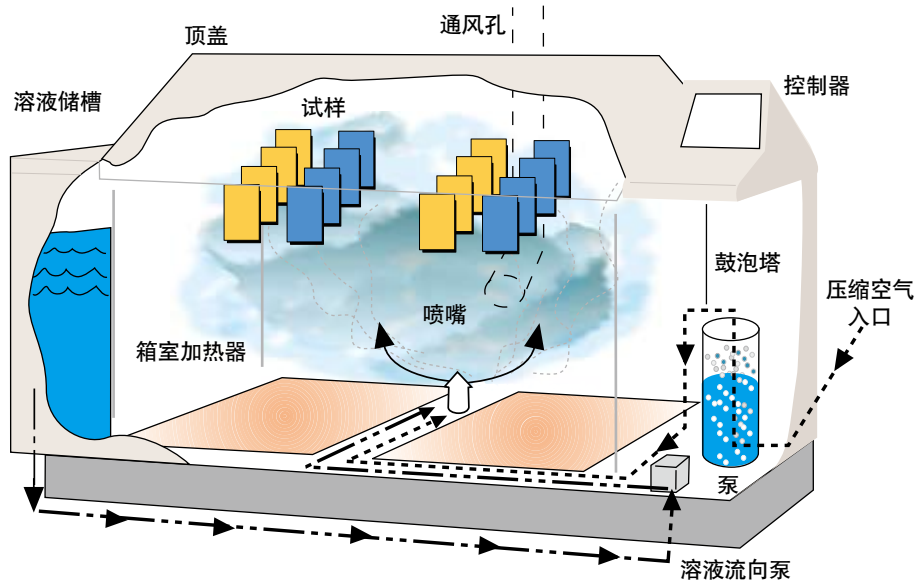 通风孔
顶盖
控制器
溶液储槽
试样
鼓泡塔
压缩空气
入口
喷嘴
箱室加热器
泵
溶液流向泵